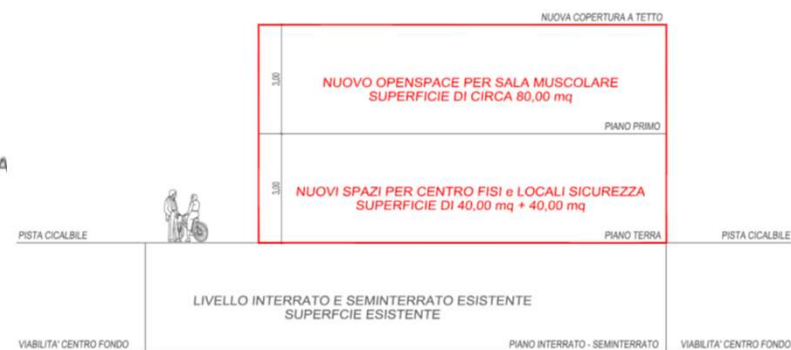 NUOVA COPERTURA A TETTO
3,00
NUOVO OPENSPACE PER SALA MUSCOLARE
SUPERFICIE DI CIRCA 80,00 mq
PIANO PRIMO
A
3,00
NUOVI SPAZI PER CENTRO FISI e LOCALI SICUREZZA
SUPERFICIE DI 40,00 mq + 40,00 mq
PISTA CICALBILE
PIANO TERRA
PISTA CICALBILE
LIVELLO INTERRATO E SEMINTERRATO ESISTENTE
SUPERFCIE ESISTENTE
VIABILITA' CENTRO FONDO
PIANO INTERRATO - SEMINTERRATO
VIABILITA' CENTRO FONDO